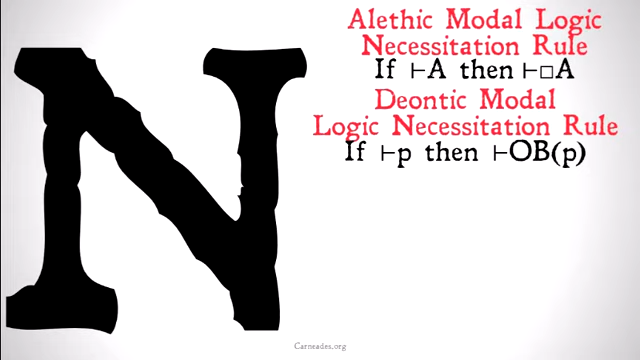 N
Alethic Modal Logic
Necessitation Rule
If ⊢A then ⊢□A
Deontic Modal
Logic Necessitation Rule
If ⊢p then ⊢OB(p)
Carneades.org